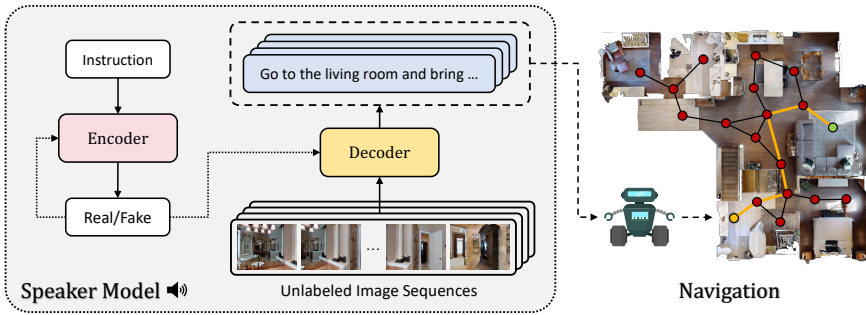 Instruction
Encoder
Real/Fake
Go to the living room and bring ...
Decoder
...
Unlabeled Image Sequences
Speaker Model
Navigation